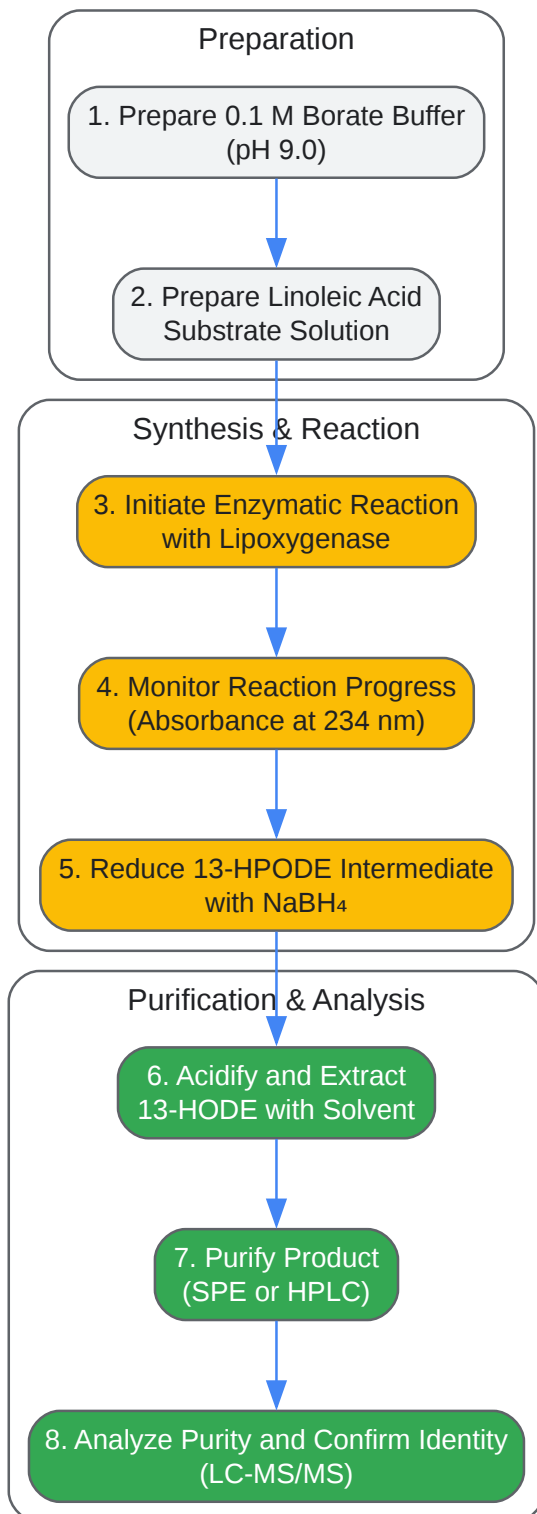 Preparation
1. Prepare 0.1 M Borate Buffer
(pH 9.0)
2. Prepare Linoleic Acid
Substrate Solution
Synthesis & Reaction
3. Initiate Enzymatic Reaction
with Lipoxygenase
4. Monitor Reaction Progress
(Absorbance at 234 nm)
5. Reduce 13-HPODE Intermediate
with NaBH₄
Purification & Analysis
6. Acidify and Extract
13-HODE with Solvent
7. Purify Product
(SPE or HPLC)
8. Analyze Purity and Confirm Identity
(LC-MS/MS)